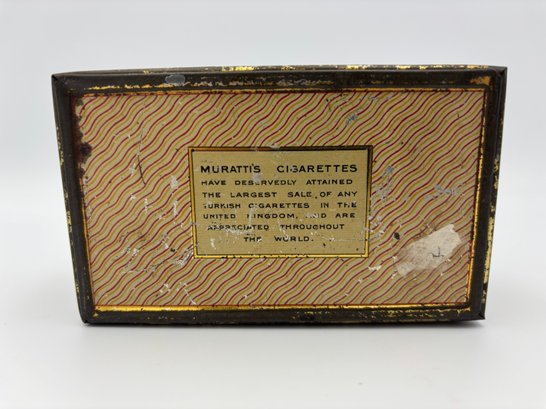 MURATTI'S CIGARETTES
HAVE DESERVEDLY ATTAINED
THE LARGEST SALE OF ANY
TURKISH CIGARETTES IN THE
UNITED KINGDOM, AND ARE
APPRECIATED THROUGHOUT
THE WORLD.